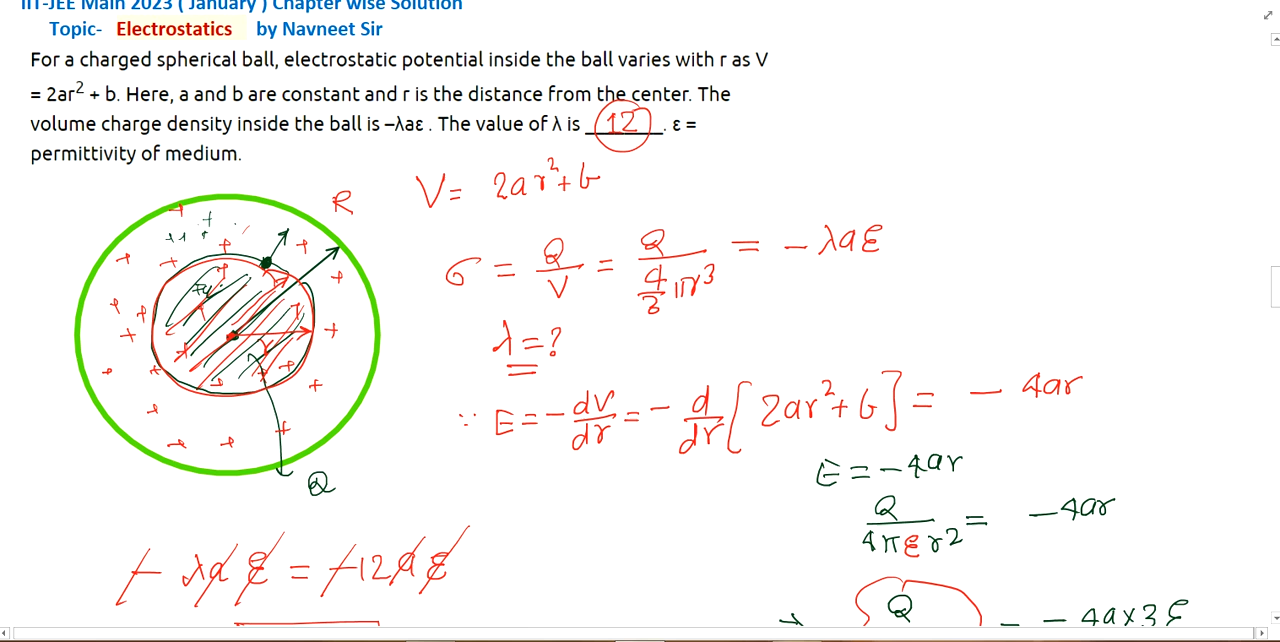 IIT-JEE Main 2023 ( January ) Chapter wise Solution
Topic- Electrostatics by Navneet Sir
For a charged spherical ball, electrostatic potential inside the ball varies with r as V
= 2ar² + b. Here, a and b are constant and r is the distance from the center. The
volume charge density inside the ball is –λaε . The value of λ is 12 . ε =
permittivity of medium.
R
V = 2ar² + b
σ = Q/V = Q/(4/3 πr³) = - λaε
λ = ?
∵ E = - dV/dr = - d/dr [2ar² + b] = - 4ar
E = - 4ar
Q
Q/(4πεr²) = - 4ar
- λaε = -12aε
Q = - 4a×3ε